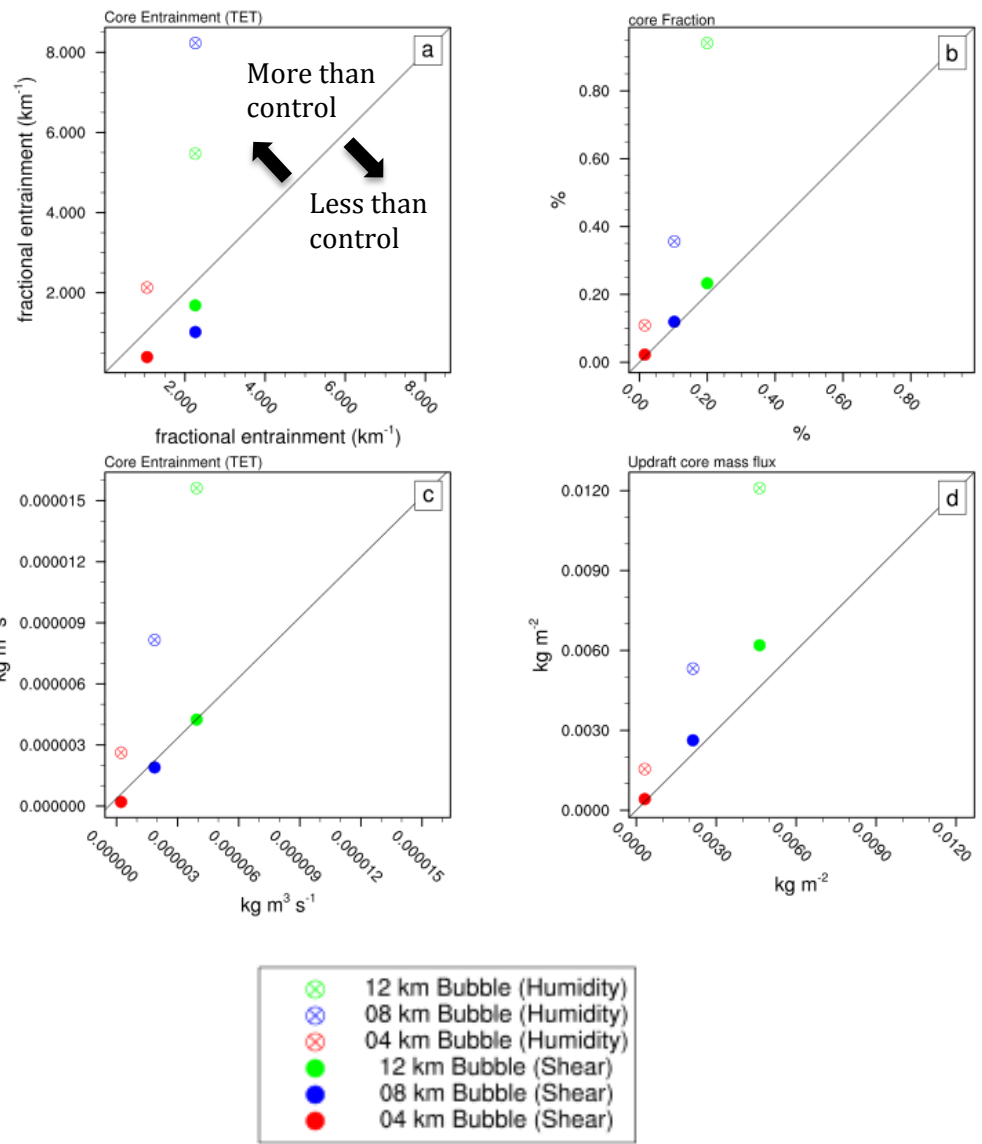 Core Entrainment (TET)
a
8.000
6.000
4.000
2.000
fractional entrainment (km-1)
More than
control
Less than
control
2.000 4.000 6.000 8.000
fractional entrainment (km-1)
core Fraction
b
0.80
0.60
0.40
0.20
0.00
%
0.00 0.20 0.40 0.60 0.80
%
Core Entrainment (TET)
c
0.000015
0.000012
0.000009
0.000006
0.000003
0.000000
0.000000 0.000003 0.000006 0.000009 0.000012 0.000015
kg m3 s-1
Updraft core mass flux
d
0.0120
0.0090
0.0060
0.0030
0.0000
kg m-2
0.0000 0.0030 0.0060 0.0090 0.0120
kg m-2
12 km Bubble (Humidity)
08 km Bubble (Humidity)
04 km Bubble (Humidity)
12 km Bubble (Shear)
08 km Bubble (Shear)
04 km Bubble (Shear)